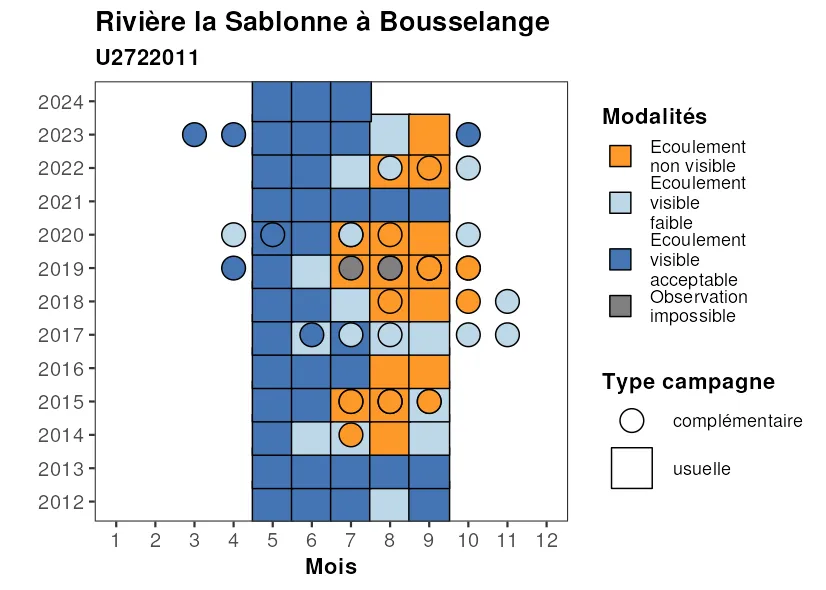 Rivière la Sablonne à Bousselange
U2722011
2024
2023
2022
2021
2020
2019
2018
2017
2016
2015
2014
2013
2012
1 2 3 4 5 6 7 8 9 10 11 12
Mois
Modalités
Ecoulement
non visible
Ecoulement
visible
faible
Ecoulement
visible
acceptable
Observation
impossible
Type campagne
complémentaire
usuelle